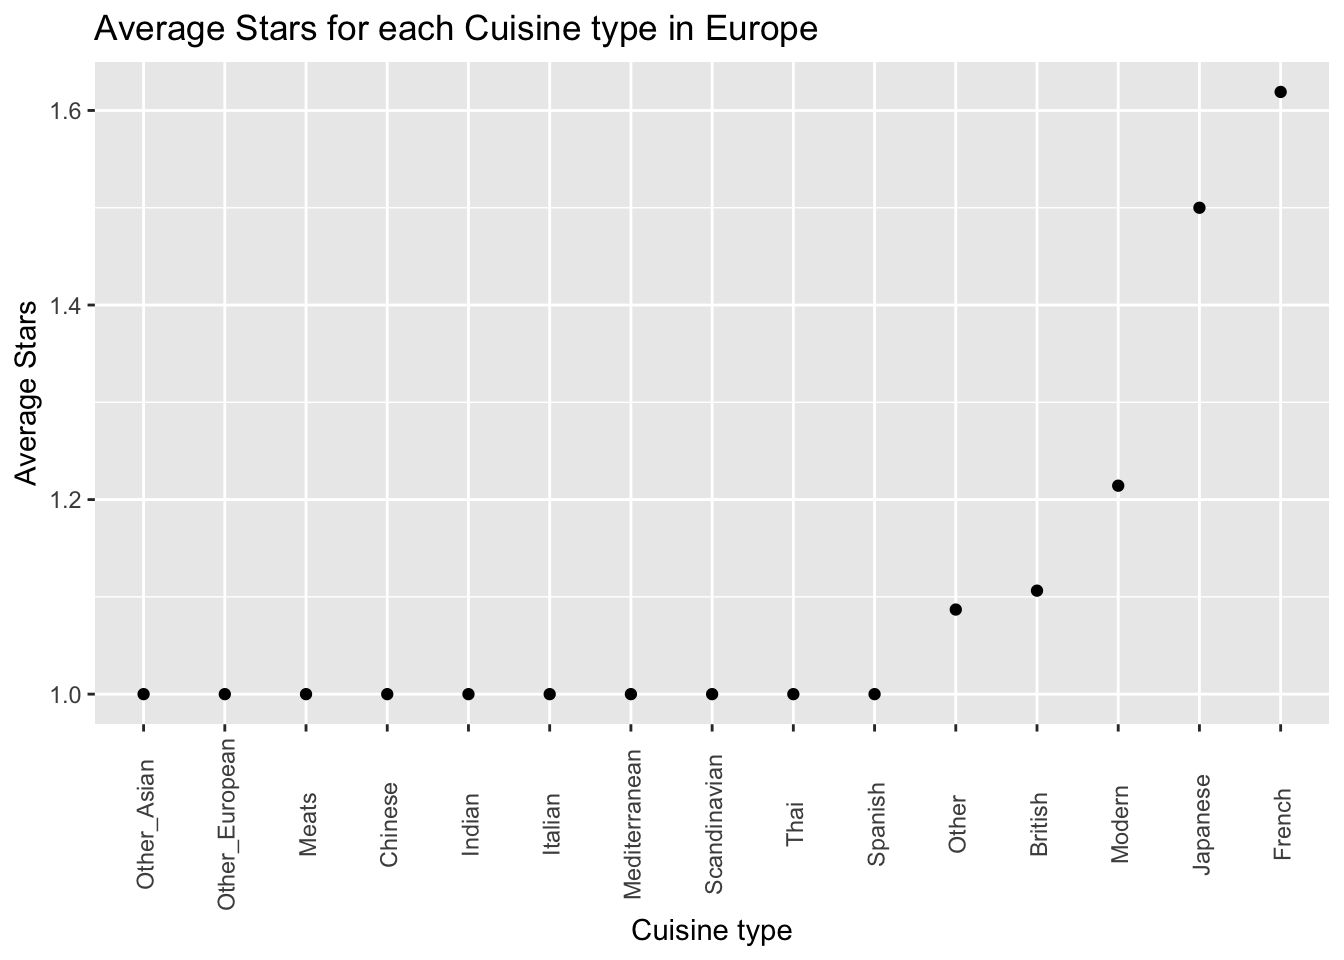 Average Stars for each Cuisine type in Europe
Average Stars
1.6
1.4
1.2
1.0
Other_Asian
Other_European
Meats
Chinese
Indian
Italian
Mediterranean
Scandinavian
Thai
Spanish
Other
British
Modern
Japanese
French
Cuisine type